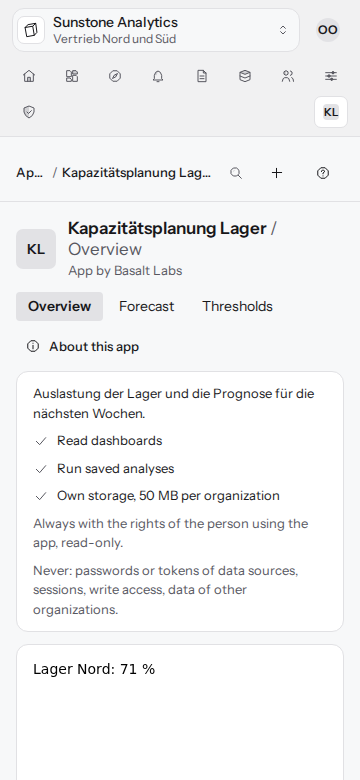 Sunstone Analytics
Vertrieb Nord und Süd
OO
KL
Ap... / Kapazitätsplanung Lag...
KL
Kapazitätsplanung Lager /
Overview
App by Basalt Labs
Overview Forecast Thresholds
About this app
Auslastung der Lager und die Prognose für die
nächsten Wochen.
Read dashboards
Run saved analyses
Own storage, 50 MB per organization
Always with the rights of the person using the
app, read-only.
Never: passwords or tokens of data sources,
sessions, write access, data of other
organizations.
Lager Nord: 71 %